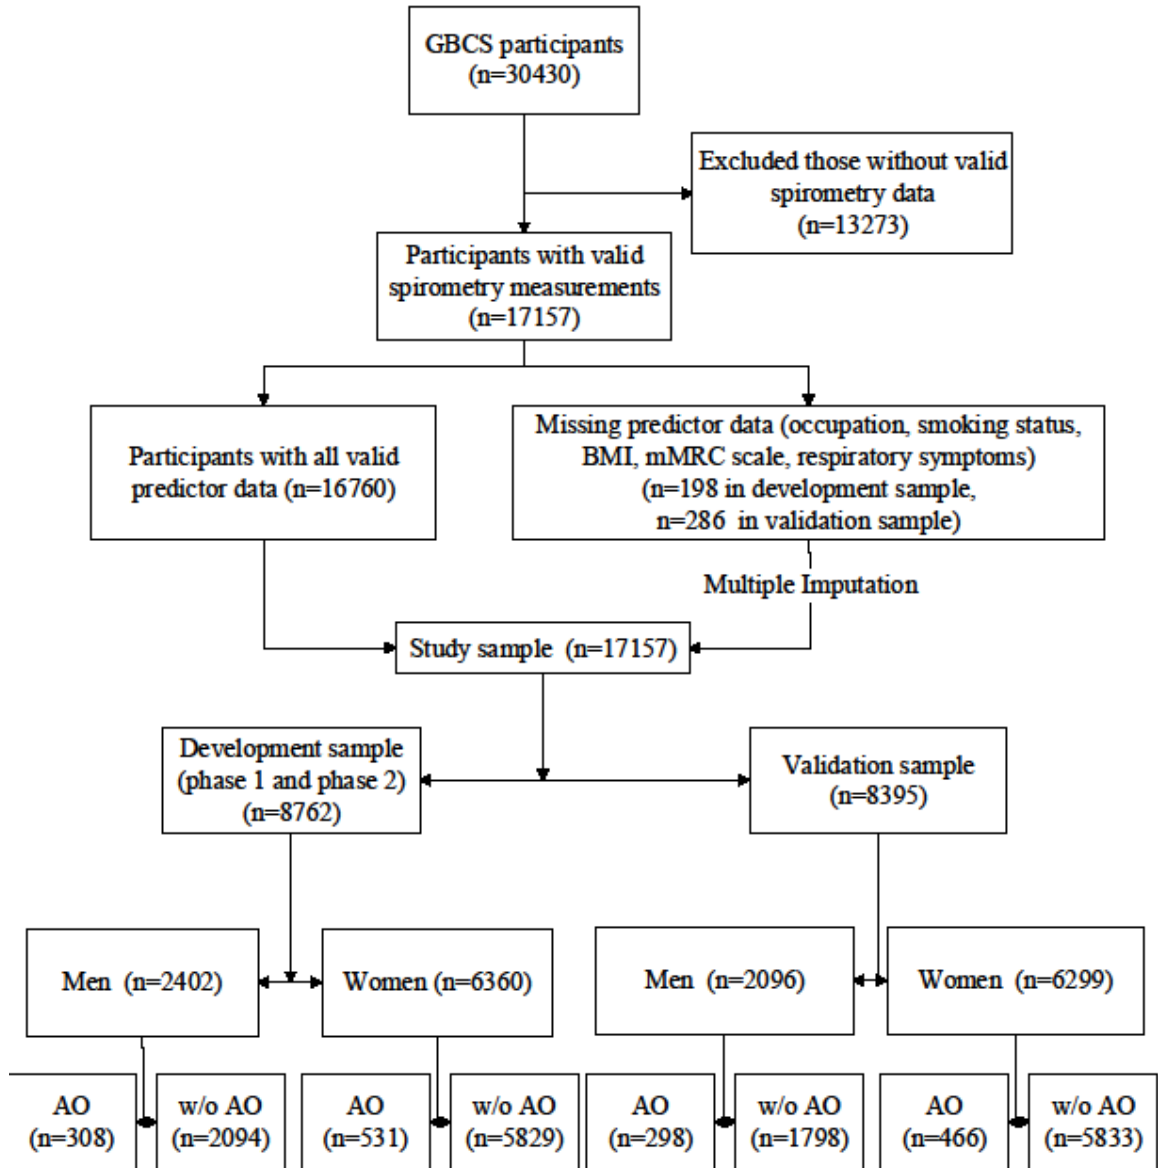 GBCS participants
(n=30430)
Excluded those without valid
spirometry data
(n=13273)
Participants with valid
spirometry measurements
(n=17157)
Participants with all valid
predictor data (n=16760)
Missing predictor data (occupation, smoking status,
BMI, mMRC scale, respiratory symptoms)
(n=198 in development sample,
n=286 in validation sample)
Multiple Imputation
Study sample (n=17157)
Development sample
(phase 1 and phase 2)
(n=8762)
Validation sample
(n=8395)
Men (n=2402)
Women (n=6360)
Men (n=2096)
Women (n=6299)
AO
(n=308)
w/o AO
(n=2094)
AO
(n=531)
w/o AO
(n=5829)
AO
(n=298)
w/o AO
(n=1798)
AO
(n=466)
w/o AO
(n=5833)